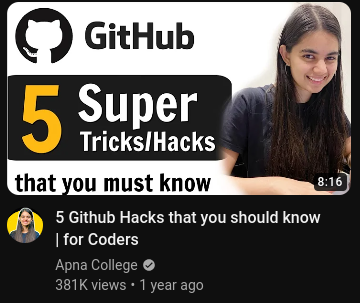 GitHub
5 Super
Tricks/Hacks
that you must know
8:16
5 Github Hacks that you should know
| for Coders
Apna College
381K views • 1 year ago